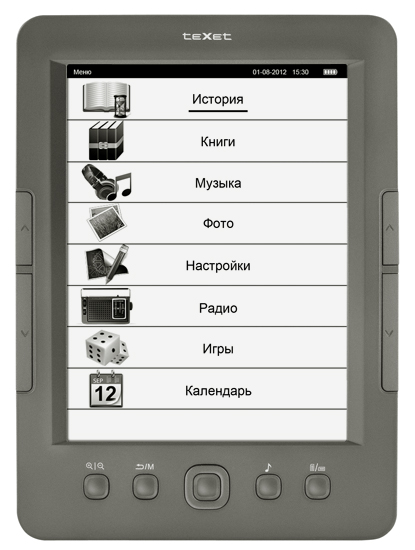 teXet
Меню 01-08-2012 15:30
История
Книги
Музыка
Фото
Настройки
Радио
Игры
SEP
12
Календарь
/M